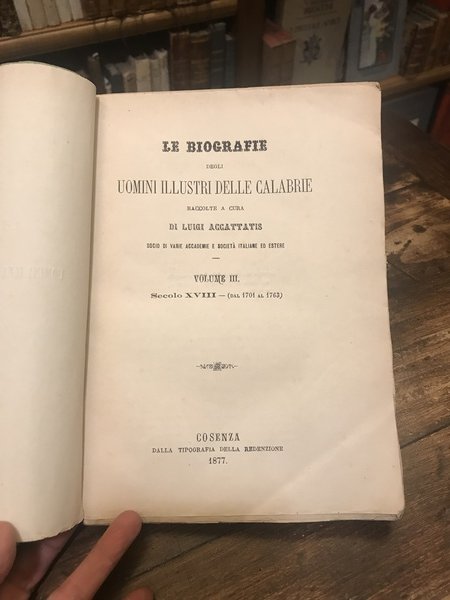 LE BIOGRAFIE
DEGLI
UOMINI ILLUSTRI DELLE CALABRIE
RACCOLTE A CURA
DI LUIGI ACCATTATIS
SOCIO DI VARIE ACCADEMIE E SOCIETÀ ITALIANE ED ESTERE
VOLUME III.
Secolo XVIII — (DAL 1701 AL 1763)
COSENZA
DALLA TIPOGRAFIA DELLA REDENZIONE
1877.